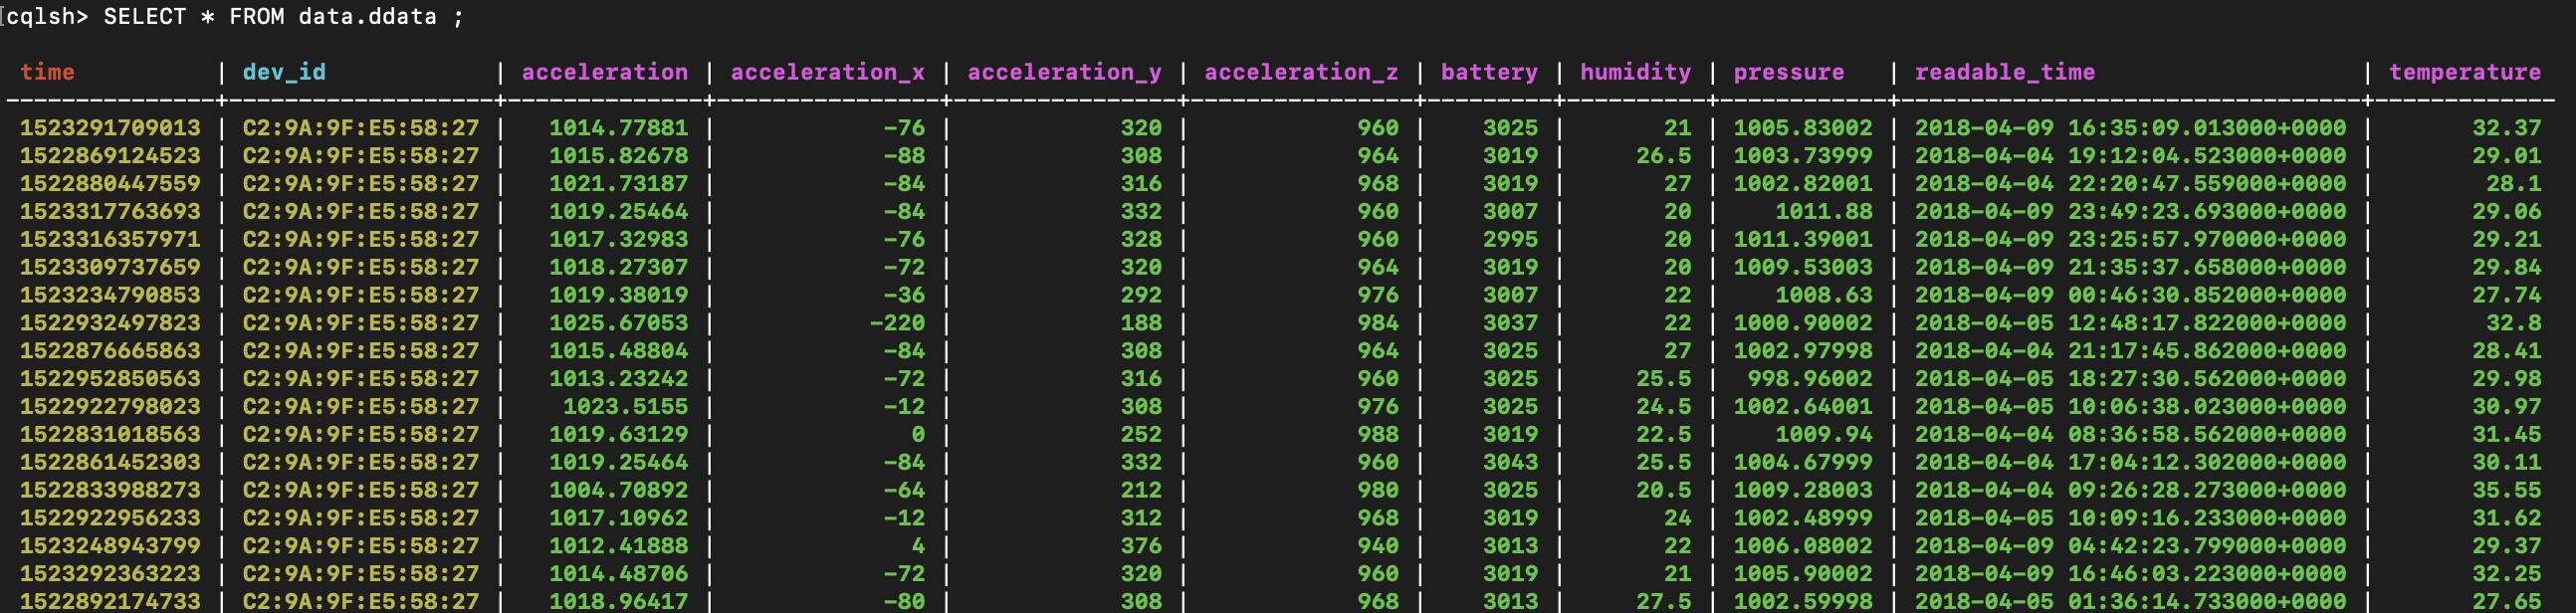 cqlsh> SELECT * FROM data.ddata ;
time | dev_id | acceleration | acceleration_x | acceleration_y | acceleration_z | battery | humidity | pressure | readable_time | temperature
1523291709013 | C2:9A:9F:E5:58:27 | 1014.77881 | -76 | 320 | 960 | 3025 | 21 | 1005.83002 | 2018-04-09 16:35:09.013000+0000 | 32.37
1522869124523 | C2:9A:9F:E5:58:27 | 1015.82678 | -88 | 308 | 964 | 3019 | 26.5 | 1003.73999 | 2018-04-04 19:12:04.523000+0000 | 29.01
1522880447559 | C2:9A:9F:E5:58:27 | 1021.73187 | -84 | 316 | 968 | 3019 | 27 | 1002.82001 | 2018-04-04 22:20:47.559000+0000 | 28.1
1523317763693 | C2:9A:9F:E5:58:27 | 1019.25464 | -84 | 332 | 960 | 3007 | 20 | 1011.88 | 2018-04-09 23:49:23.693000+0000 | 29.06
1523316357971 | C2:9A:9F:E5:58:27 | 1017.32983 | -76 | 328 | 960 | 2995 | 20 | 1011.39001 | 2018-04-09 23:25:57.970000+0000 | 29.21
1523309737659 | C2:9A:9F:E5:58:27 | 1018.27307 | -72 | 320 | 964 | 3019 | 20 | 1009.53003 | 2018-04-09 21:35:37.658000+0000 | 29.84
1523234790853 | C2:9A:9F:E5:58:27 | 1019.38019 | -36 | 292 | 976 | 3007 | 22 | 1008.63 | 2018-04-09 00:46:30.852000+0000 | 27.74
1522932497823 | C2:9A:9F:E5:58:27 | 1025.67053 | -220 | 188 | 984 | 3037 | 22 | 1000.90002 | 2018-04-05 12:48:17.822000+0000 | 32.8
1522876665863 | C2:9A:9F:E5:58:27 | 1015.48804 | -84 | 308 | 964 | 3025 | 27 | 1002.97998 | 2018-04-04 21:17:45.862000+0000 | 28.41
1522952850563 | C2:9A:9F:E5:58:27 | 1013.23242 | -72 | 316 | 960 | 3025 | 25.5 | 998.96002 | 2018-04-05 18:27:30.562000+0000 | 29.98
1522922798023 | C2:9A:9F:E5:58:27 | 1023.5155 | -12 | 308 | 976 | 3025 | 24.5 | 1002.64001 | 2018-04-05 10:06:38.023000+0000 | 30.97
1522831018563 | C2:9A:9F:E5:58:27 | 1019.63129 | 0 | 252 | 988 | 3019 | 22.5 | 1009.94 | 2018-04-04 08:36:58.562000+0000 | 31.45
1522861452303 | C2:9A:9F:E5:58:27 | 1019.25464 | -84 | 332 | 960 | 3043 | 25.5 | 1004.67999 | 2018-04-04 17:04:12.302000+0000 | 30.11
1522833988273 | C2:9A:9F:E5:58:27 | 1004.70892 | -64 | 212 | 980 | 3025 | 20.5 | 1009.28003 | 2018-04-04 09:26:28.273000+0000 | 35.55
1522922956233 | C2:9A:9F:E5:58:27 | 1017.10962 | -12 | 312 | 968 | 3019 | 24 | 1002.48999 | 2018-04-05 10:09:16.233000+0000 | 31.62
1523248943799 | C2:9A:9F:E5:58:27 | 1012.41888 | 4 | 376 | 940 | 3013 | 22 | 1006.08002 | 2018-04-09 04:42:23.799000+0000 | 29.37
1523292363223 | C2:9A:9F:E5:58:27 | 1014.48706 | -72 | 320 | 960 | 3019 | 21 | 1005.90002 | 2018-04-09 16:46:03.223000+0000 | 32.25
1522892174733 | C2:9A:9F:E5:58:27 | 1018.96417 | -80 | 308 | 968 | 3013 | 27.5 | 1002.59998 | 2018-04-05 01:36:14.733000+0000 | 27.65